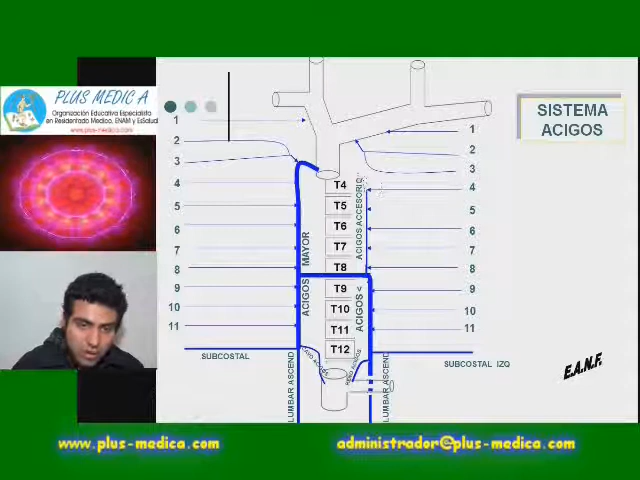 PLUS MEDIC A
Organización Educativa Especialista
en Residentado Medico, ENAM y EsSalud
www.plus-medica.com
SISTEMA
ACIGOS
1
2
3
4
5
6
7
8
9
10
11
SUBCOSTAL
T4
T5
T6
T7
T8
T9
T10
T11
T12
ACIGOS MAYOR
ACIGOS ACCESORIO
ACIGOS <
LUMBAR ASCEND
LUMBAR ASCEND
1
2
3
4
5
6
7
8
9
10
11
SUBCOSTAL IZQ
E.A.N.F.
www.plus-medica.com
administrador@plus-medica.com